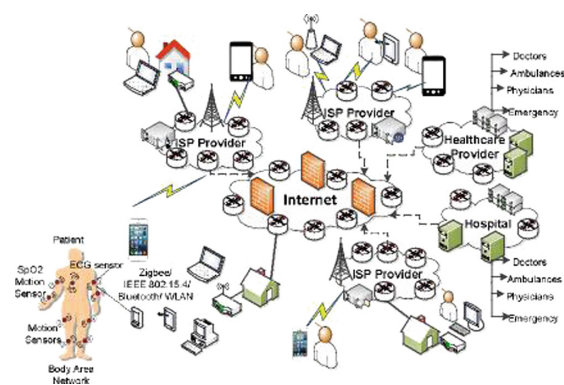 Doctors
Ambulances
Physicians
Emergency
ISP Provider
ISP Provider
Healthcare
Provider
Internet
Hospital
Patient
SpO2
ECG sensor
Motion
Sensor
Zigbee/
IEEE 802.15.4/
Bluetooth/ WLAN
ISP Provider
Doctors
Ambulances
Physicians
Emergency
Motion
Sensors
Body Area
Network